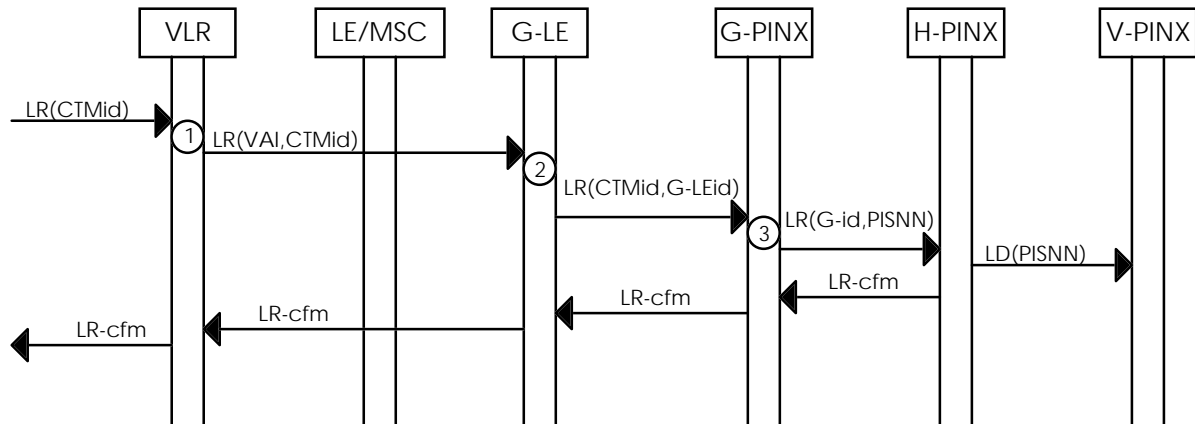 VLR LE/MSC G-LE G-PINX H-PINX V-PINX
LR(CTMid)
1
LR(VAI,CTMid)
2
LR(CTMid,G-LEid)
3
LR(G-id,PISNN)
LD(PISNN)
LR-cfm
LR-cfm
LR-cfm
LR-cfm